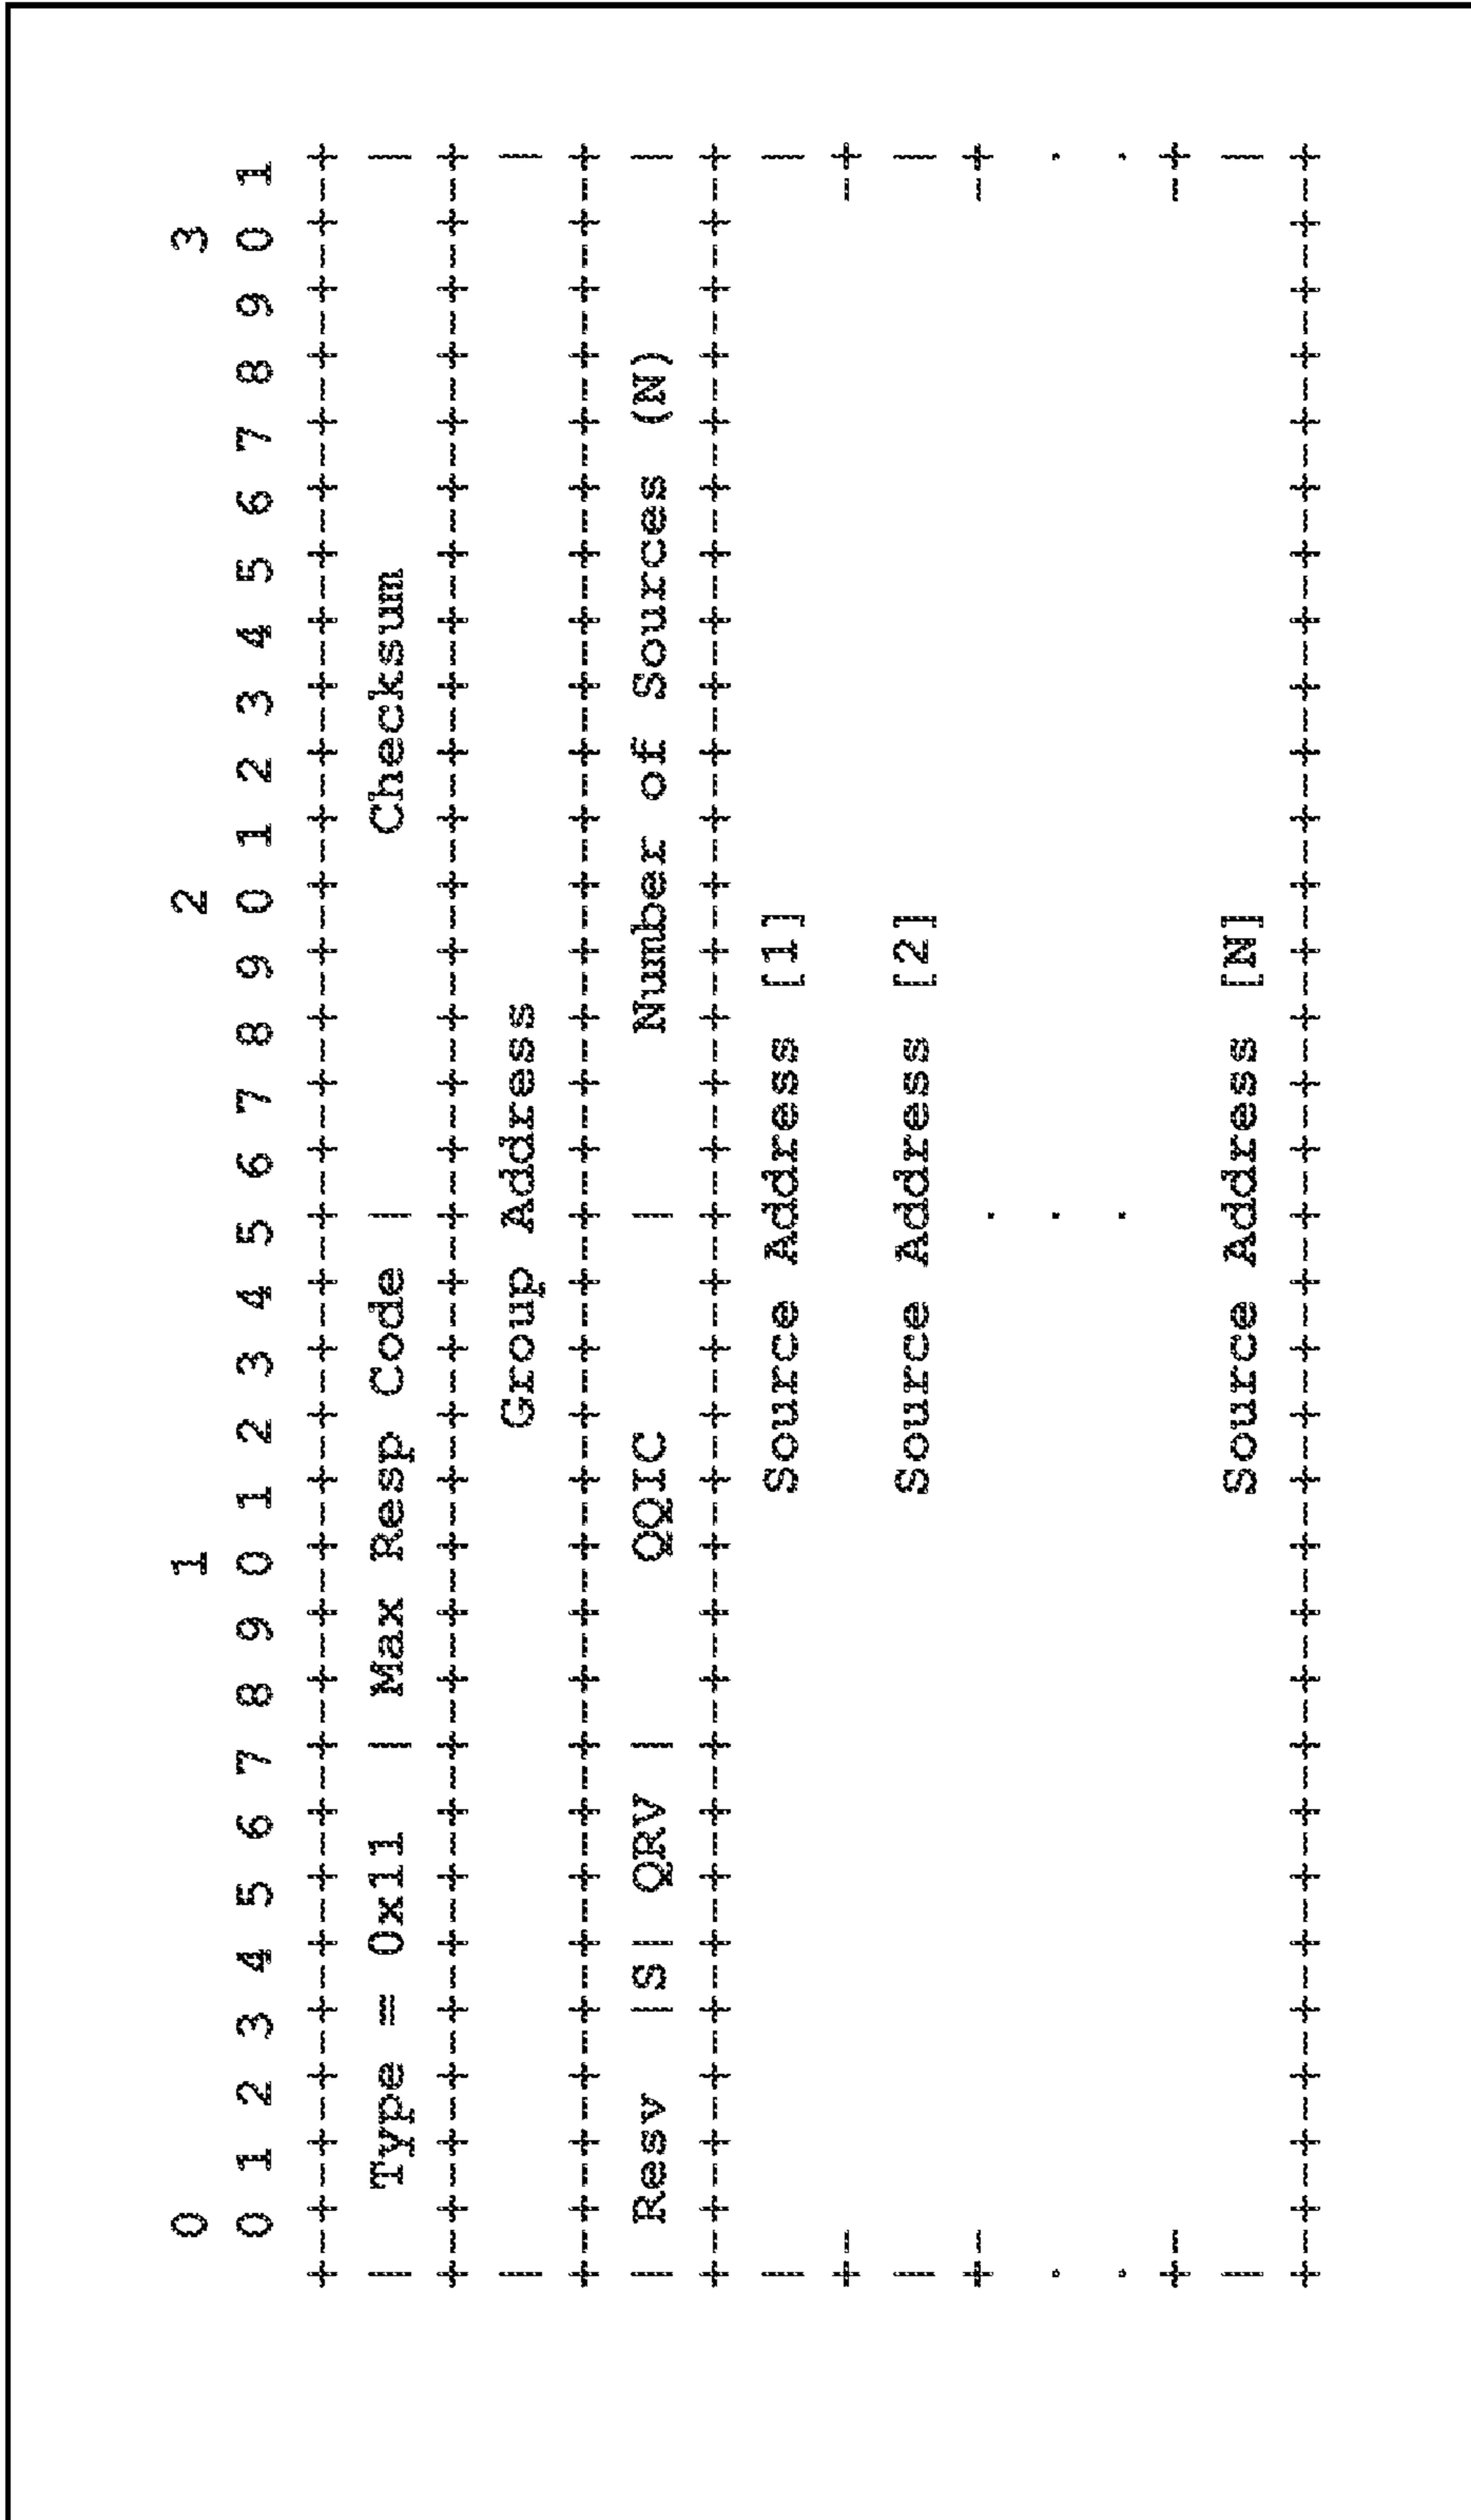 0                   1                   2                   3
 0 1 2 3 4 5 6 7 8 9 0 1 2 3 4 5 6 7 8 9 0 1 2 3 4 5 6 7 8 9 0 1
+-+-+-+-+-+-+-+-+-+-+-+-+-+-+-+-+-+-+-+-+-+-+-+-+-+-+-+-+-+-+-+-+
|  Type = 0x11  | Max Resp Code |           Checksum            |
+-+-+-+-+-+-+-+-+-+-+-+-+-+-+-+-+-+-+-+-+-+-+-+-+-+-+-+-+-+-+-+-+
|                         Group Address                         |
+-+-+-+-+-+-+-+-+-+-+-+-+-+-+-+-+-+-+-+-+-+-+-+-+-+-+-+-+-+-+-+-+
| Resv  |S| QRV |     QQIC      |     Number of Sources (N)     |
+-+-+-+-+-+-+-+-+-+-+-+-+-+-+-+-+-+-+-+-+-+-+-+-+-+-+-+-+-+-+-+-+
|                       Source Address [1]                      |
+-                                                             -+
|                       Source Address [2]                      |
+-                              .                              -+
.                               .                               .
.                               .                               .
+-                                                             -+
|                       Source Address [N]                      |
+-+-+-+-+-+-+-+-+-+-+-+-+-+-+-+-+-+-+-+-+-+-+-+-+-+-+-+-+-+-+-+-+